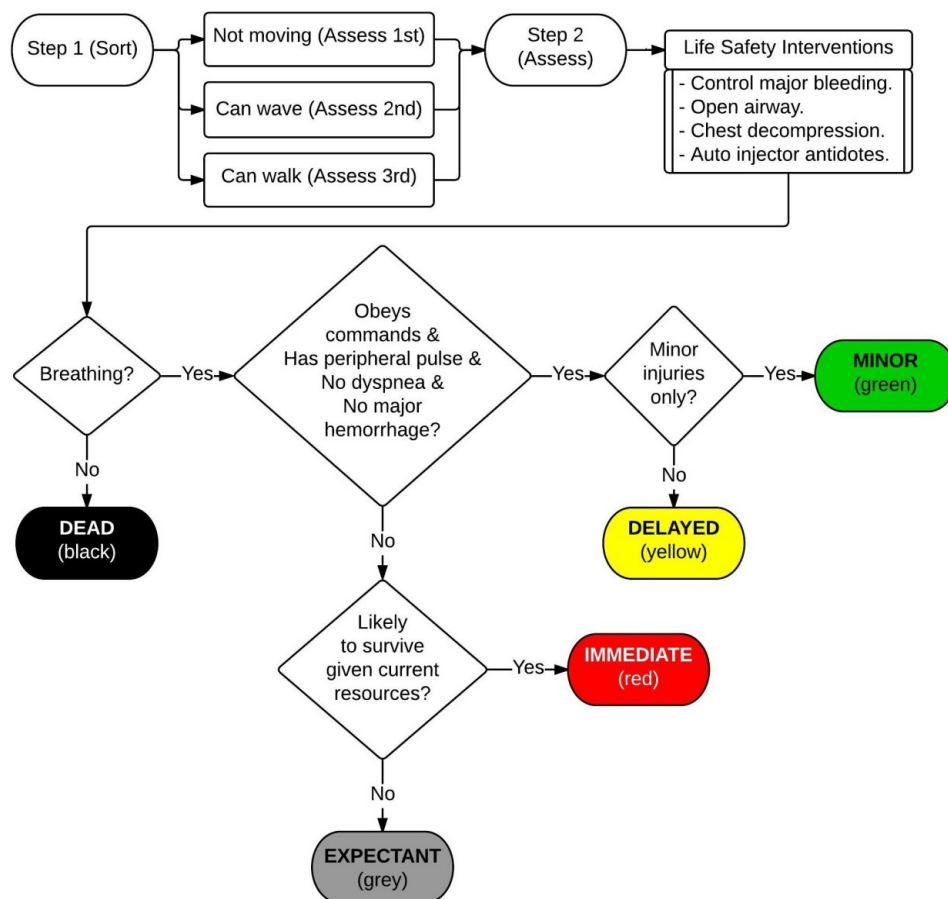 Step 1 (Sort)
Not moving (Assess 1st)
Can wave (Assess 2nd)
Can walk (Assess 3rd)
Step 2
(Assess)
Life Safety Interventions
- Control major bleeding.
- Open airway.
- Chest decompression.
- Auto injector antidotes.
Breathing?
Yes
No
DEAD
(black)
Obeys
commands &
Has peripheral pulse &
No dyspnea &
No major
hemorrhage?
Yes
No
Minor
injuries
only?
Yes
MINOR
(green)
No
DELAYED
(yellow)
Likely
to survive
given current
resources?
Yes
IMMEDIATE
(red)
No
EXPECTANT
(grey)